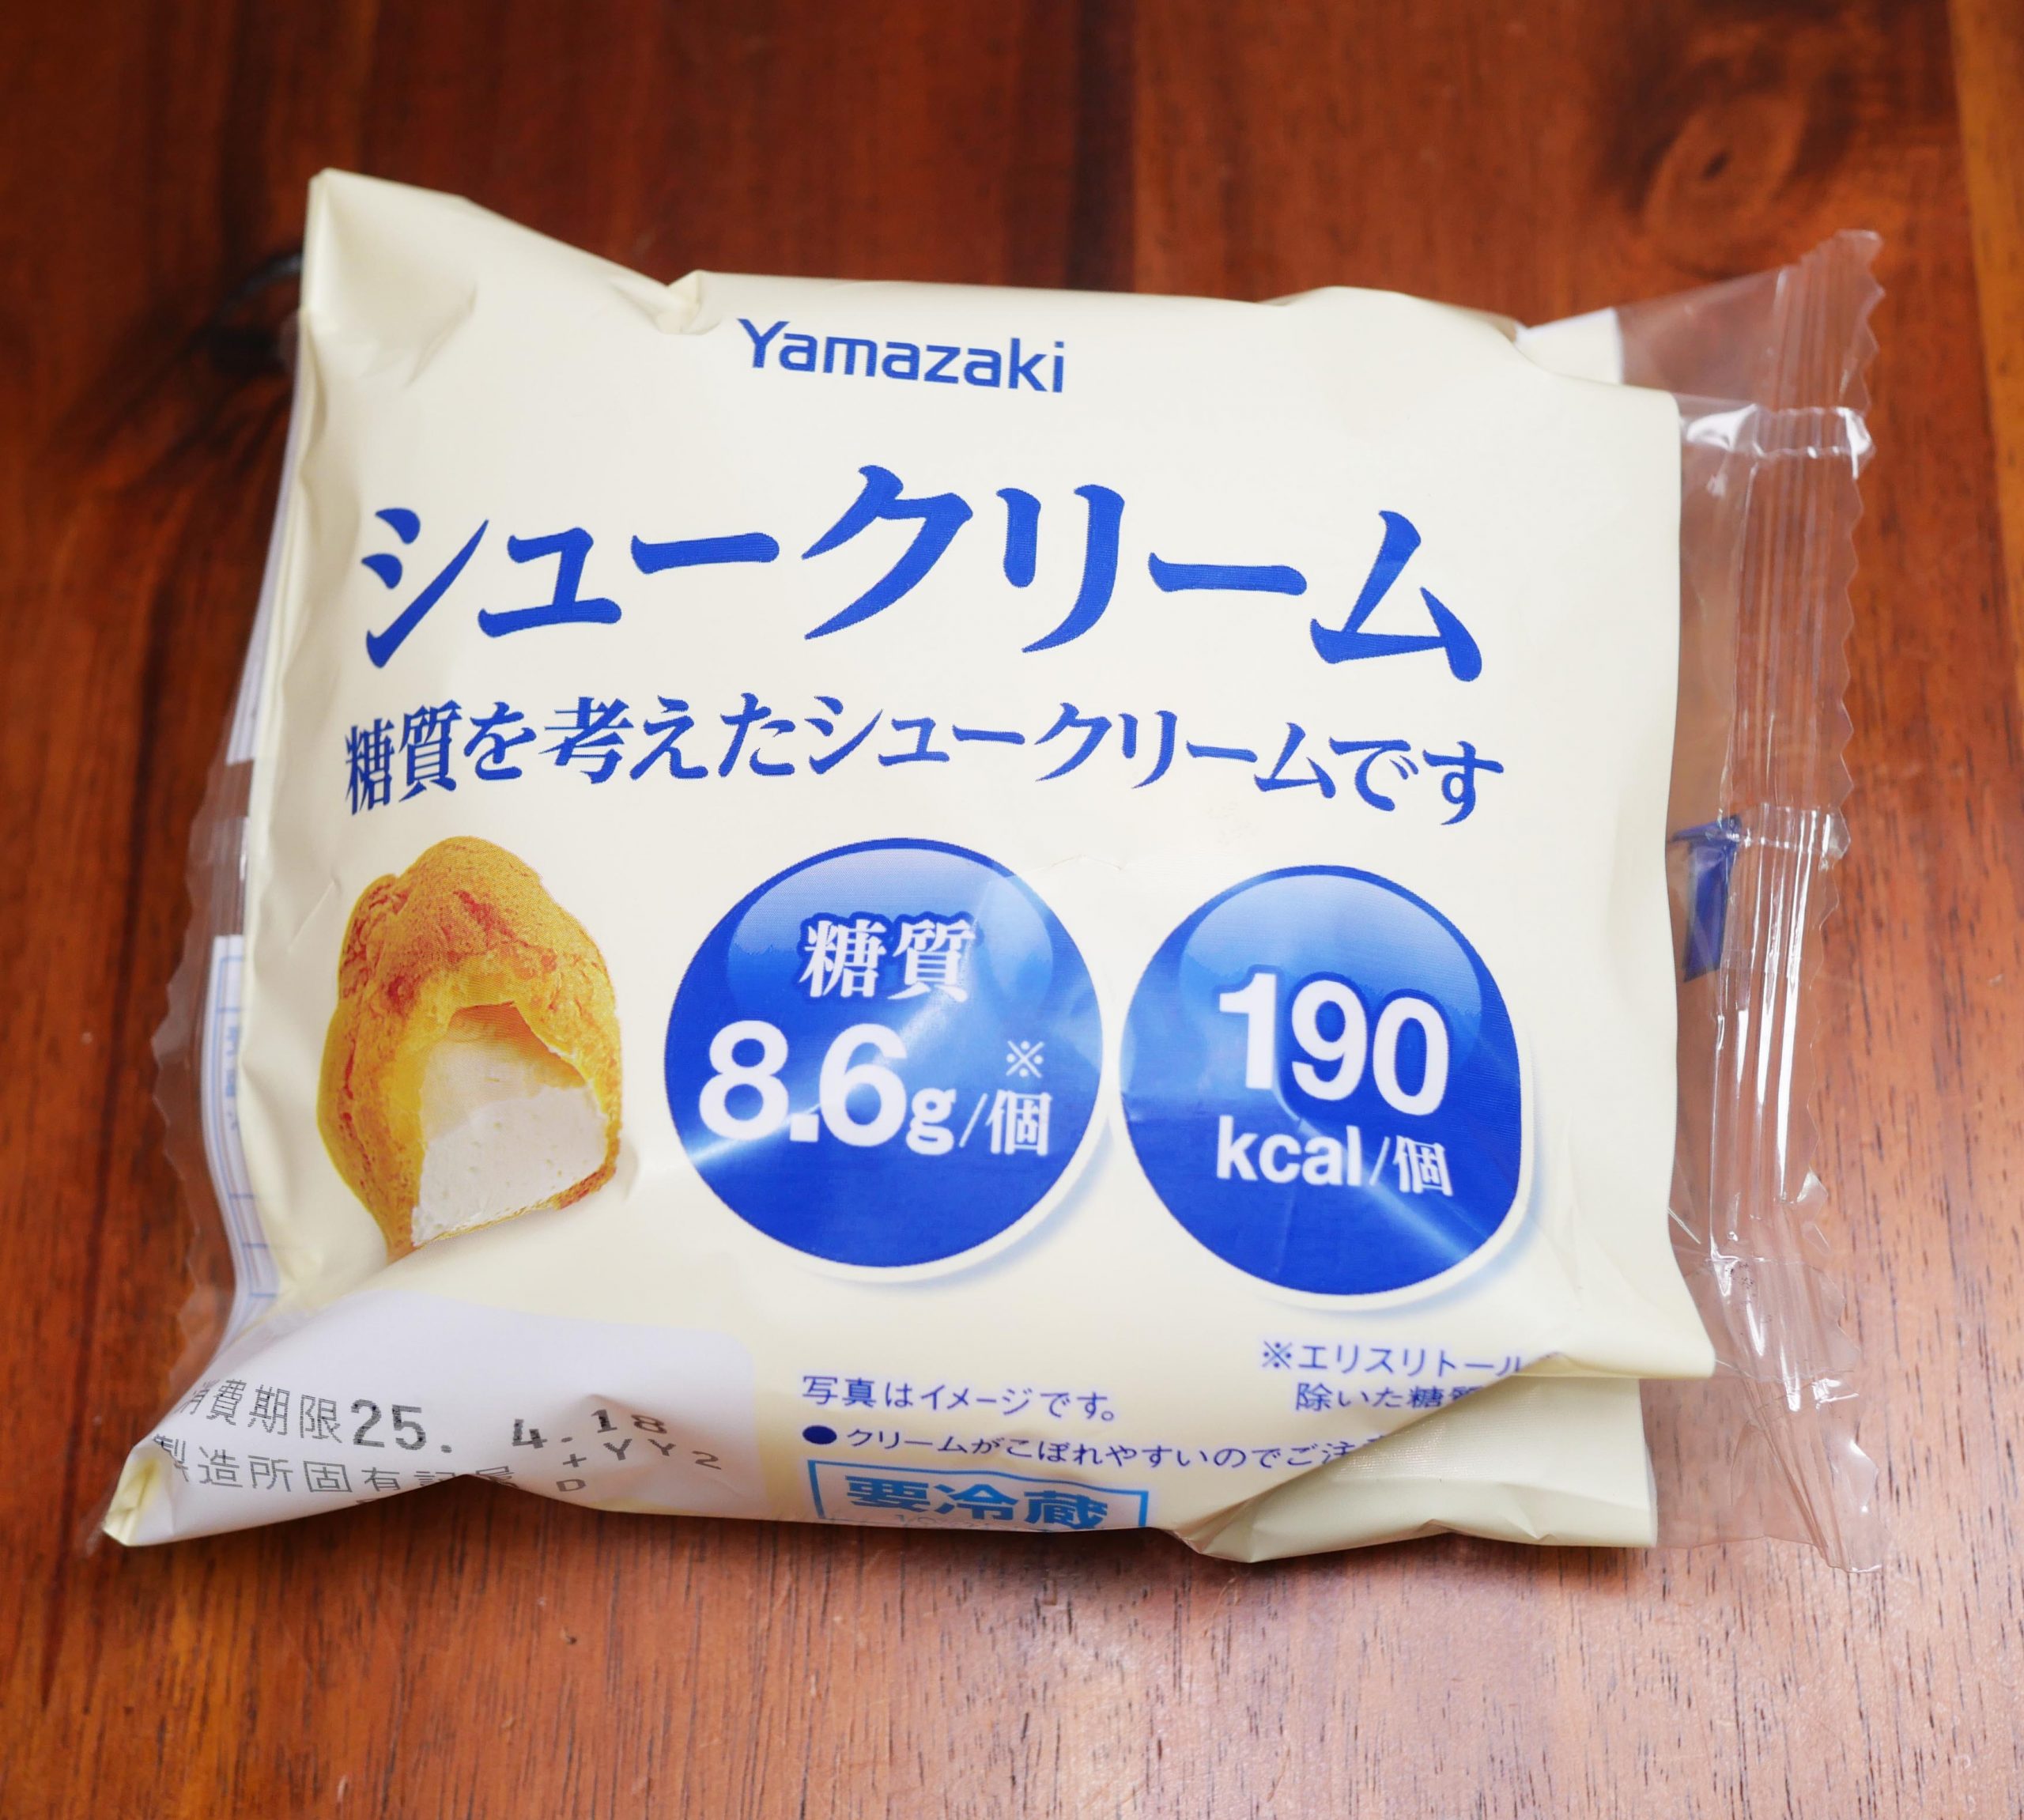 Yamazaki
シュークリーム
糖質を考えたシュークリームです
糖質
8.6g/個※
190
kcal/個
※エリスリトール
除いた糖質
写真はイメージです。
●クリームがこぼれやすいのでご注
要冷蔵
消費期限25. 4.18
製造所固有記号 +YY2
D